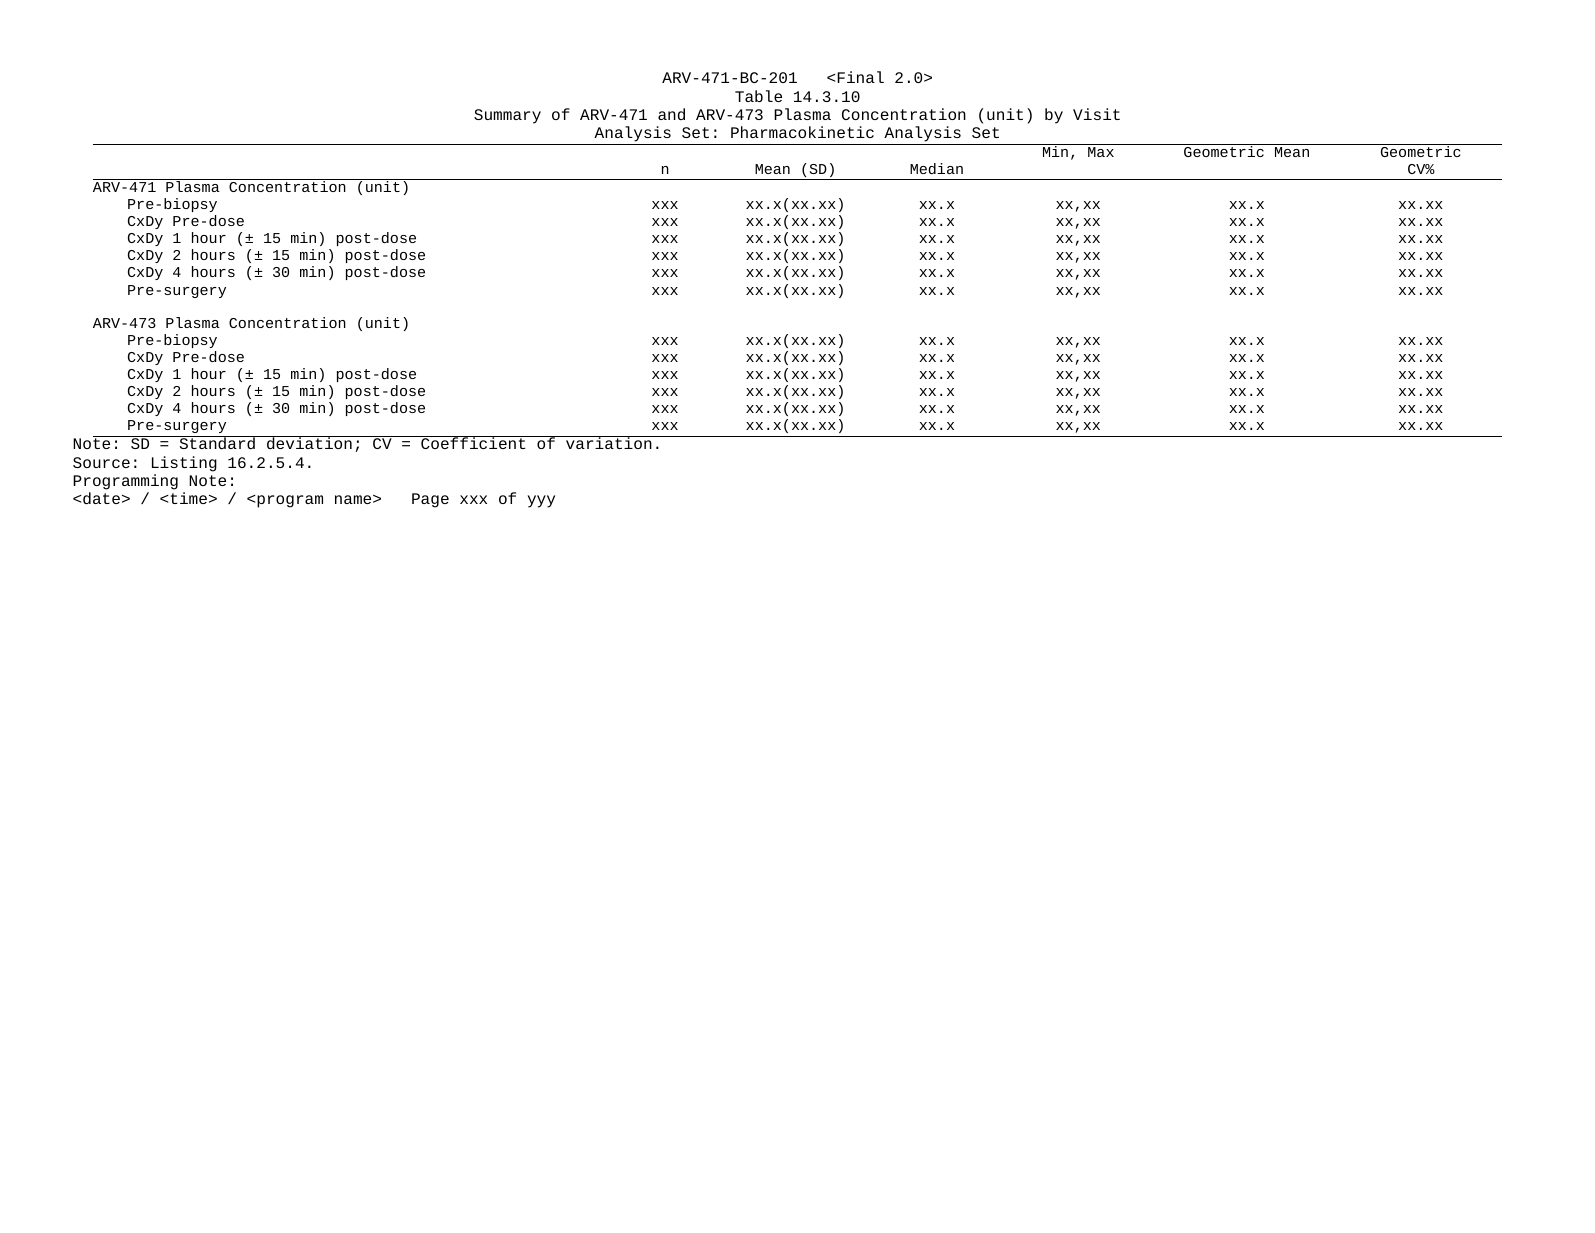 ARV-471-BC-201   <Final 2.0>
Table 14.3.10
Summary of ARV-471 and ARV-473 Plasma Concentration (unit) by Visit
Analysis Set: Pharmacokinetic Analysis Set
Min, Max Geometric Mean Geometric
n Mean (SD) Median CV%
ARV-471 Plasma Concentration (unit)
Pre-biopsy xxx xx.x(xx.xx) xx.x xx,xx xx.x xx.xx
CxDy Pre-dose xxx xx.x(xx.xx) xx.x xx,xx xx.x xx.xx
CxDy 1 hour (± 15 min) post-dose xxx xx.x(xx.xx) xx.x xx,xx xx.x xx.xx
CxDy 2 hours (± 15 min) post-dose xxx xx.x(xx.xx) xx.x xx,xx xx.x xx.xx
CxDy 4 hours (± 30 min) post-dose xxx xx.x(xx.xx) xx.x xx,xx xx.x xx.xx
Pre-surgery xxx xx.x(xx.xx) xx.x xx,xx xx.x xx.xx
ARV-473 Plasma Concentration (unit)
Pre-biopsy xxx xx.x(xx.xx) xx.x xx,xx xx.x xx.xx
CxDy Pre-dose xxx xx.x(xx.xx) xx.x xx,xx xx.x xx.xx
CxDy 1 hour (± 15 min) post-dose xxx xx.x(xx.xx) xx.x xx,xx xx.x xx.xx
CxDy 2 hours (± 15 min) post-dose xxx xx.x(xx.xx) xx.x xx,xx xx.x xx.xx
CxDy 4 hours (± 30 min) post-dose xxx xx.x(xx.xx) xx.x xx,xx xx.x xx.xx
Pre-surgery xxx xx.x(xx.xx) xx.x xx,xx xx.x xx.xx
Note: SD = Standard deviation; CV = Coefficient of variation.
Source: Listing 16.2.5.4.
Programming Note:
<date> / <time> / <program name>   Page xxx of yyy